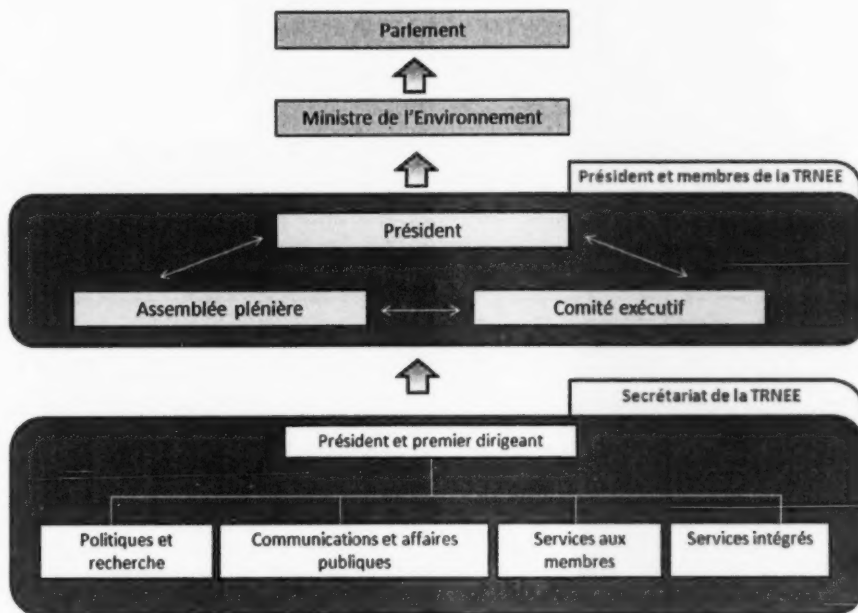 Parlement
Ministre de l'Environnement
Président et membres de la TRNEE
Président
Assemblée plénière
Comité exécutif
Secrétariat de la TRNEE
Président et premier dirigeant
Politiques et
recherche
Communications et affaires
publiques
Services aux
membres
Services intégrés